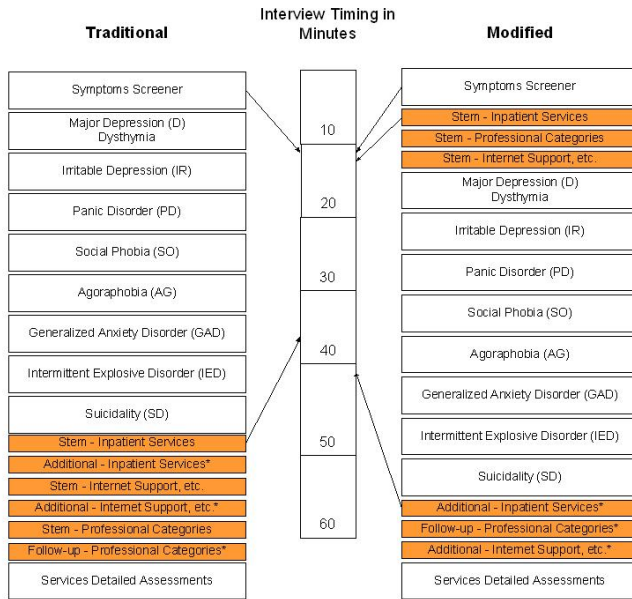 Interview Timing in
Minutes
Traditional
Modified
Symptoms Screener
Major Depression (D)
Dysthymia
Irritable Depression (IR)
Panic Disorder (PD)
Social Phobia (SO)
Agoraphobia (AG)
Generalized Anxiety Disorder (GAD)
Intermittent Explosive Disorder (IED)
Suicidality (SD)
Stem - Inpatient Services
Additional - Inpatient Services*
Stem - Internet Support, etc.
Additional - Internet Support, etc.*
Stem - Professional Categories
Follow-up - Professional Categories*
Services Detailed Assessments
10
20
30
40
50
60
Symptoms Screener
Stem - Inpatient Services
Stem - Professional Categories
Stem - Internet Support, etc.
Major Depression (D)
Dysthymia
Irritable Depression (IR)
Panic Disorder (PD)
Social Phobia (SO)
Agoraphobia (AG)
Generalized Anxiety Disorder (GAD)
Intermittent Explosive Disorder (IED)
Suicidality (SD)
Additional - Inpatient Services*
Follow-up - Professional Categories*
Additional - Internet Support, etc.*
Services Detailed Assessments